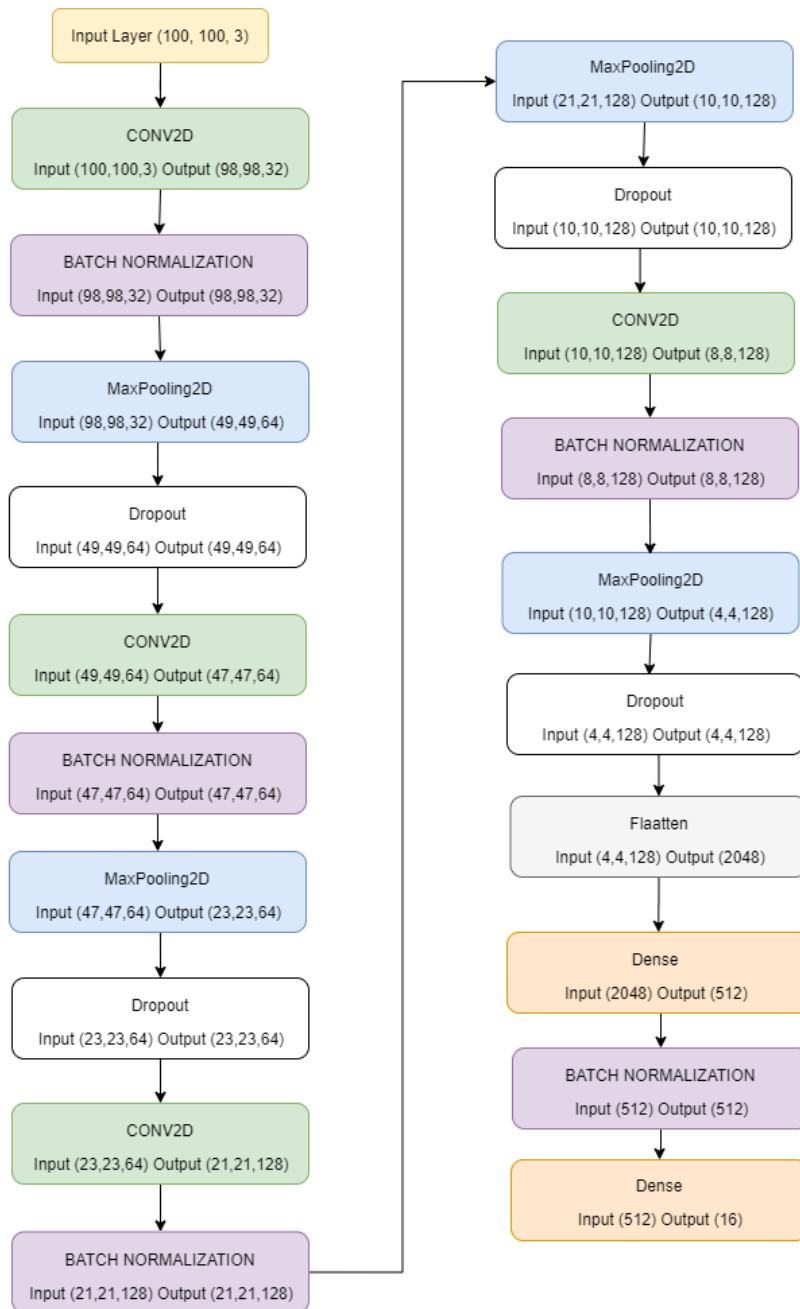 Input Layer (100, 100, 3)
CONV2D
Input (100,100,3) Output (98,98,32)
BATCH NORMALIZATION
Input (98,98,32) Output (98,98,32)
MaxPooling2D
Input (98,98,32) Output (49,49,64)
Dropout
Input (49,49,64) Output (49,49,64)
CONV2D
Input (49,49,64) Output (47,47,64)
BATCH NORMALIZATION
Input (47,47,64) Output (47,47,64)
MaxPooling2D
Input (47,47,64) Output (23,23,64)
Dropout
Input (23,23,64) Output (23,23,64)
CONV2D
Input (23,23,64) Output (21,21,128)
BATCH NORMALIZATION
Input (21,21,128) Output (21,21,128)
MaxPooling2D
Input (21,21,128) Output (10,10,128)
Dropout
Input (10,10,128) Output (10,10,128)
CONV2D
Input (10,10,128) Output (8,8,128)
BATCH NORMALIZATION
Input (8,8,128) Output (8,8,128)
MaxPooling2D
Input (10,10,128) Output (4,4,128)
Dropout
Input (4,4,128) Output (4,4,128)
Flaatten
Input (4,4,128) Output (2048)
Dense
Input (2048) Output (512)
BATCH NORMALIZATION
Input (512) Output (512)
Dense
Input (512) Output (16)